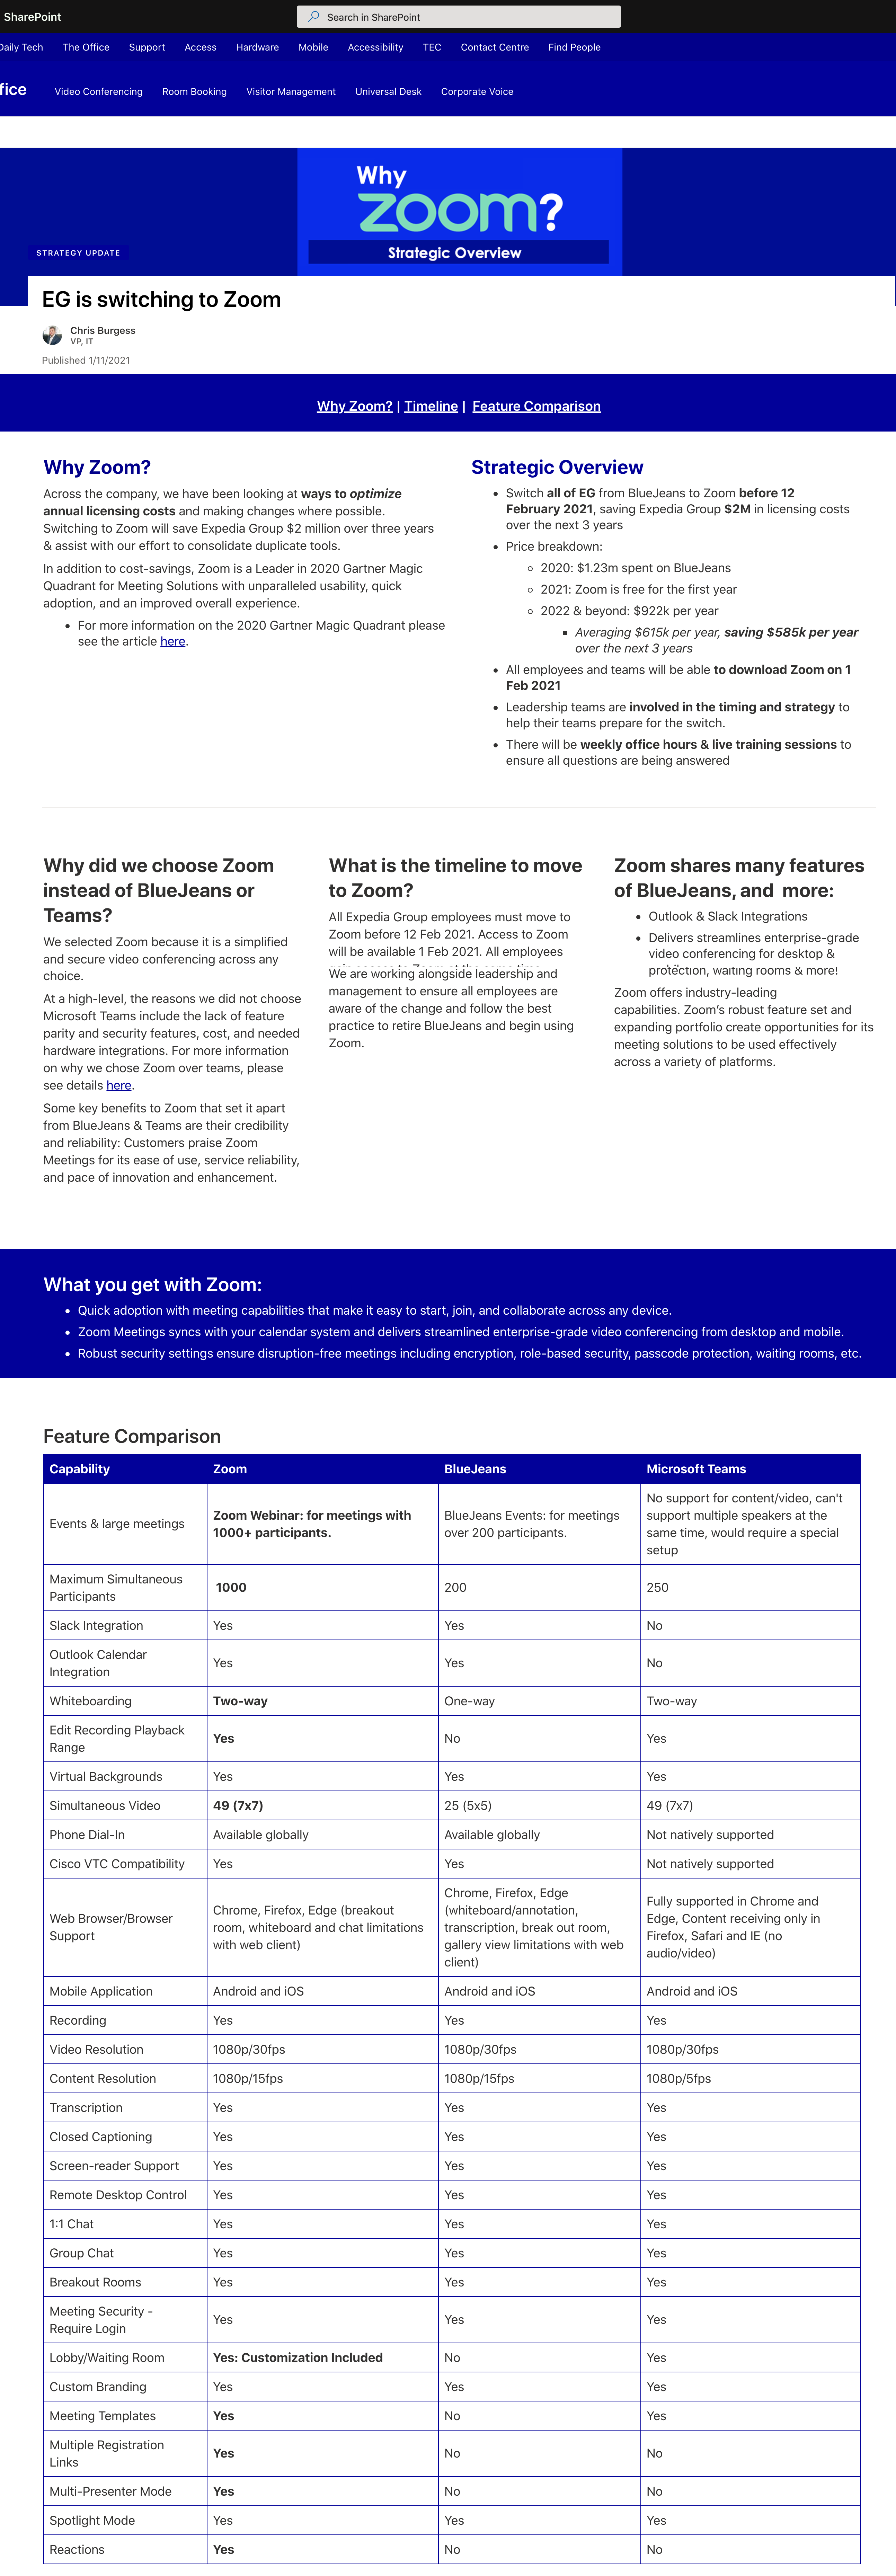 SharePoint
Search in SharePoint
Daily Tech The Office Support Access Hardware Mobile Accessibility TEC Contact Centre Find People
Video Conferencing Room Booking Visitor Management Universal Desk Corporate Voice
Why
zoom?
Strategic Overview
STRATEGY UPDATE
EG is switching to Zoom
Chris Burgess
VP, IT
Published 1/11/2021
Why Zoom? | Timeline | Feature Comparison
Why Zoom?
Across the company, we have been looking at ways to optimize
annual licensing costs and making changes where possible.
Switching to Zoom will save Expedia Group $2 million over three years
& assist with our effort to consolidate duplicate tools.
In addition to cost-savings, Zoom is a Leader in 2020 Gartner Magic
Quadrant for Meeting Solutions with unparalleled usability, quick
adoption, and an improved overall experience.
• For more information on the 2020 Gartner Magic Quadrant please
see the article here.
Strategic Overview
• Switch all of EG from BlueJeans to Zoom before 12
February 2021, saving Expedia Group $2M in licensing costs
over the next 3 years
• Price breakdown:
◦ 2020: $1.23m spent on BlueJeans
◦ 2021: Zoom is free for the first year
◦ 2022 & beyond: $922k per year
▪ Averaging $615k per year, saving $585k per year
over the next 3 years
• All employees and teams will be able to download Zoom on 1
Feb 2021
• Leadership teams are involved in the timing and strategy to
help their teams prepare for the switch.
• There will be weekly office hours & live training sessions to
ensure all questions are being answered
Why did we choose Zoom
instead of BlueJeans or
Teams?
We selected Zoom because it is a simplified
and secure video conferencing across any
choice.
At a high-level, the reasons we did not choose
Microsoft Teams include the lack of feature
parity and security features, cost, and needed
hardware integrations. For more information
on why we chose Zoom over teams, please
see details here.
Some key benefits to Zoom that set it apart
from BlueJeans & Teams are their credibility
and reliability: Customers praise Zoom
Meetings for its ease of use, service reliability,
and pace of innovation and enhancement.
What is the timeline to move
to Zoom?
All Expedia Group employees must move to
Zoom before 12 Feb 2021. Access to Zoom
will be available 1 Feb 2021. All employees
We are working alongside leadership and
management to ensure all employees are
aware of the change and follow the best
practice to retire BlueJeans and begin using
Zoom.
Zoom shares many features
of BlueJeans, and more:
• Outlook & Slack Integrations
• Delivers streamlines enterprise-grade
video conferencing for desktop &
protection, waiting rooms & more!
Zoom offers industry-leading
capabilities. Zoom's robust feature set and
expanding portfolio create opportunities for its
meeting solutions to be used effectively
across a variety of platforms.
What you get with Zoom:
• Quick adoption with meeting capabilities that make it easy to start, join, and collaborate across any device.
• Zoom Meetings syncs with your calendar system and delivers streamlined enterprise-grade video conferencing from desktop and mobile.
• Robust security settings ensure disruption-free meetings including encryption, role-based security, passcode protection, waiting rooms, etc.
Feature Comparison
Capability Zoom BlueJeans Microsoft Teams
Events & large meetings
Zoom Webinar: for meetings with
1000+ participants.
BlueJeans Events: for meetings
over 200 participants.
No support for content/video, can't
support multiple speakers at the
same time, would require a special
setup
Maximum Simultaneous
Participants
1000 200 250
Slack Integration Yes Yes No
Outlook Calendar
Integration
Yes Yes No
Whiteboarding Two-way One-way Two-way
Edit Recording Playback
Range
Yes No Yes
Virtual Backgrounds Yes Yes Yes
Simultaneous Video 49 (7x7) 25 (5x5) 49 (7x7)
Phone Dial-In Available globally Available globally Not natively supported
Cisco VTC Compatibility Yes Yes Not natively supported
Web Browser/Browser
Support
Chrome, Firefox, Edge (breakout
room, whiteboard and chat limitations
with web client)
Chrome, Firefox, Edge
(whiteboard/annotation,
transcription, break out room,
gallery view limitations with web
client)
Fully supported in Chrome and
Edge, Content receiving only in
Firefox, Safari and IE (no
audio/video)
Mobile Application Android and iOS Android and iOS Android and iOS
Recording Yes Yes Yes
Video Resolution 1080p/30fps 1080p/30fps 1080p/30fps
Content Resolution 1080p/15fps 1080p/15fps 1080p/5fps
Transcription Yes Yes Yes
Closed Captioning Yes Yes Yes
Screen-reader Support Yes Yes Yes
Remote Desktop Control Yes Yes Yes
1:1 Chat Yes Yes Yes
Group Chat Yes Yes Yes
Breakout Rooms Yes Yes Yes
Meeting Security -
Require Login
Yes Yes Yes
Lobby/Waiting Room Yes: Customization Included No Yes
Custom Branding Yes Yes Yes
Meeting Templates Yes No Yes
Multiple Registration
Links
Yes No No
Multi-Presenter Mode Yes No No
Spotlight Mode Yes Yes Yes
Reactions Yes No No